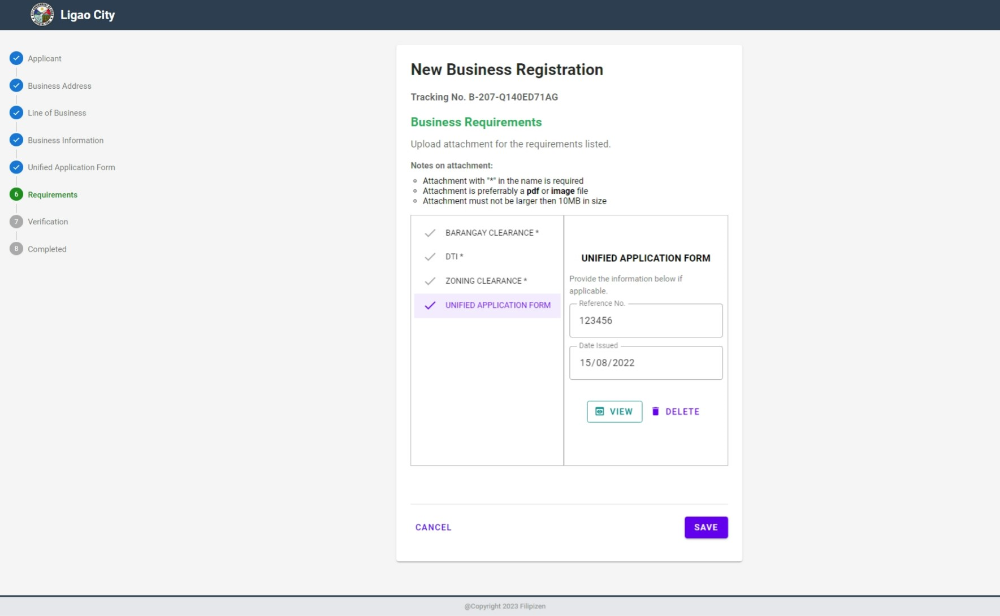 Ligao City
Applicant
Business Address
Line of Business
Business Information
Unified Application Form
6 Requirements
7 Verification
8 Completed
New Business Registration
Tracking No. B-207-Q140ED71AG
Business Requirements
Upload attachment for the requirements listed.
Notes on attachment:
Attachment with "*" in the name is required
Attachment is preferrably a pdf or image file
Attachment must not be larger then 10MB in size
BARANGAY CLEARANCE *
DTI *
ZONING CLEARANCE *
UNIFIED APPLICATION FORM
UNIFIED APPLICATION FORM
Provide the information below if
applicable.
Reference No.
123456
Date Issued
15/08/2022
VIEW
DELETE
CANCEL
SAVE
@Copyright 2023 Filipizen